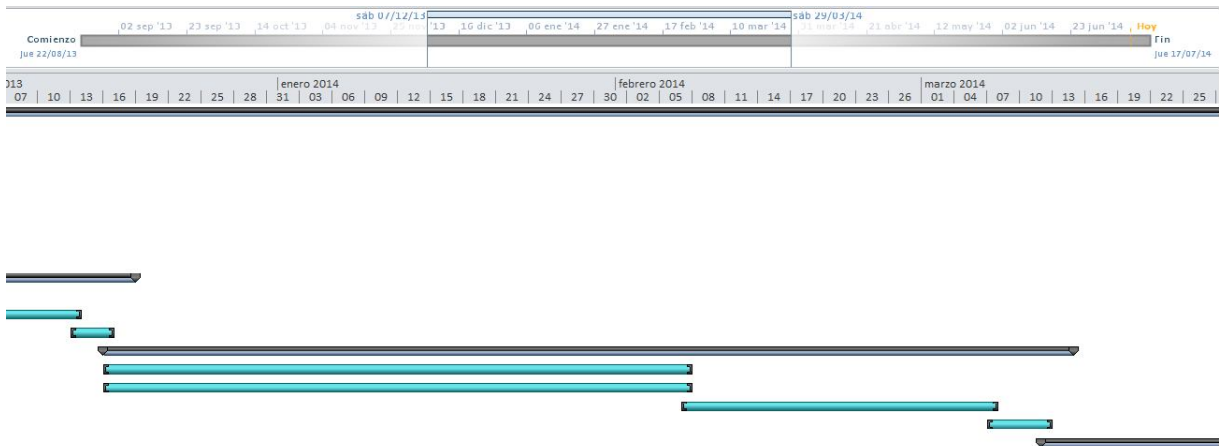 sáb 07/12/13 sáb 29/03/14
02 sep '13 23 sep '13 14 oct '13 04 nov '13 25 nov '13 16 dic '13 06 ene '14 27 ene '14 17 feb '14 10 mar '14 31 mar '14 21 abr '14 12 may '14 02 jun '14 23 jun '14 Hoy
Comienzo Fin
jue 22/08/13 jue 17/07/14
013 enero 2014 febrero 2014 marzo 2014
07 10 13 16 19 22 25 28 31 03 06 09 12 15 18 21 24 27 30 02 05 08 11 14 17 20 23 26 01 04 07 10 13 16 19 22 25